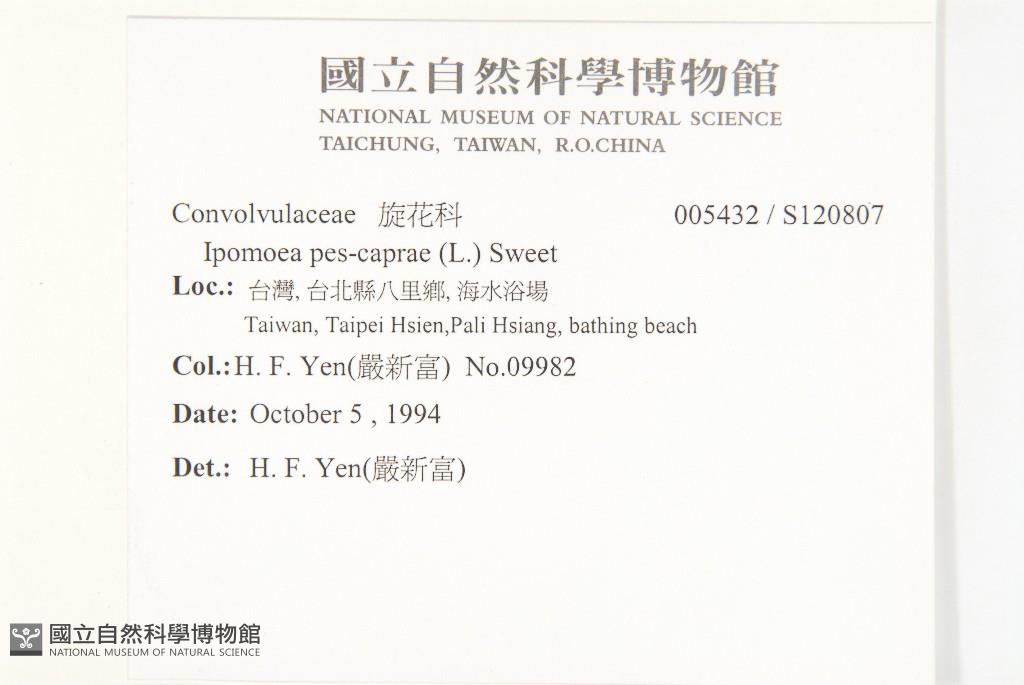 國立自然科學博物館
NATIONAL MUSEUM OF NATURAL SCIENCE
TAICHUNG, TAIWAN, R.O.CHINA
Convolvulaceae 旋花科 005432 / S120807
Ipomoea pes-caprae (L.) Sweet
Loc.: 台灣, 台北縣八里鄉, 海水浴場
Taiwan, Taipei Hsien,Pali Hsiang, bathing beach
Col.:H. F. Yen(嚴新富) No.09982
Date: October 5 , 1994
Det.: H. F. Yen(嚴新富)
國立自然科學博物館
NATIONAL MUSEUM OF NATURAL SCIENCE